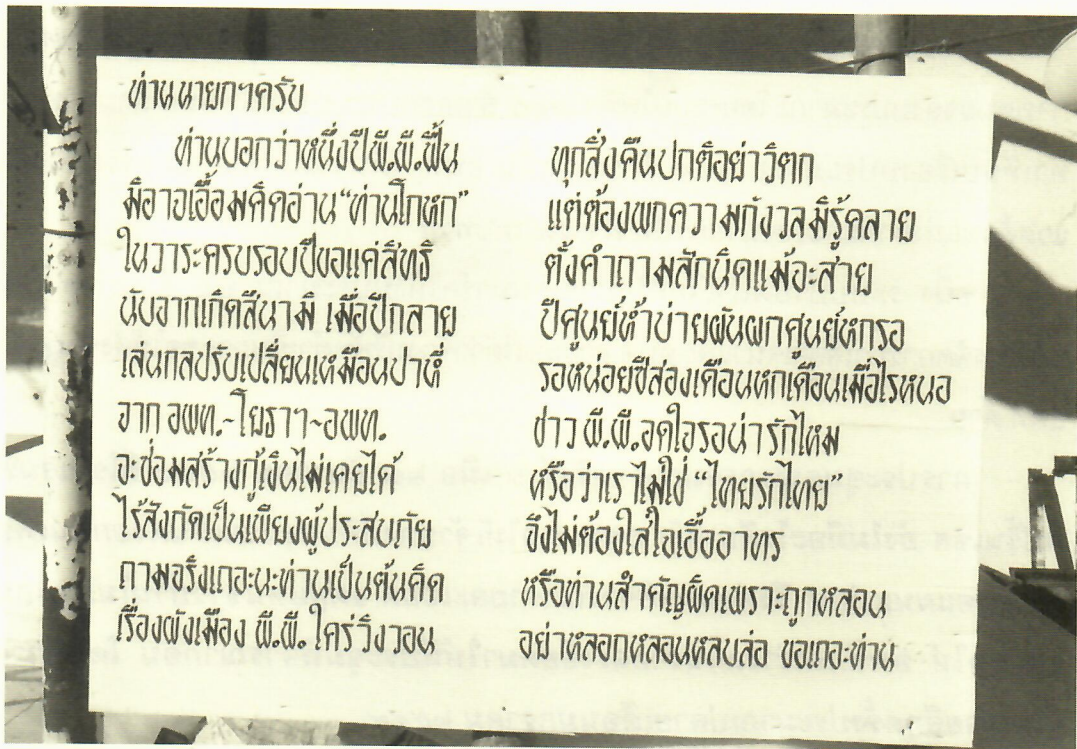 ท่านนายกฯครับ
ท่านบอกว่าหนึ่งปีพี.พี.ฟื้น ทุกสิ่งคืนปกติอย่าวิตก
มิอาจเอื้อมคิดอ่าน“ท่านโกหก” แต่ต้องพกความกังวลมิรู้คลาย
ในวาระครบรอบปีขอแค่สิทธิ ตั้งคำถามสักนิดแม้จะสาย
นับจากเกิดสึนามิ เมื่อปีกลาย ปีศูนย์ห้าบ่ายผันผกศูนย์หกรอ
เล่นกลปรับเปลี่ยนเหมือนปาหี่ รอหน่อยซีสองเดือนหกเดือนเมื่อไรหนอ
จาก อพท.~โยธาฯ~อพท. ชาว พี.พี.อดใจรอน่ารักไหม
จะซ่อมสร้างกู้เงินไม่เคยได้ หรือว่าเราไม่ใช่ “ไทยรักไทย”
ไร้สังกัดเป็นเพียงผู้ประสบภัย จึงไม่ต้องใส่ใจเอื้ออาทร
ถามจริงเถอะนะท่านเป็นต้นคิด หรือท่านสำคัญผิดเพราะถูกหลอน
เรื่องผังเมือง พี.พี. ใคร่วิงวอน อย่าหลอกหลอนหลบล่อ ขอเถอะท่าน